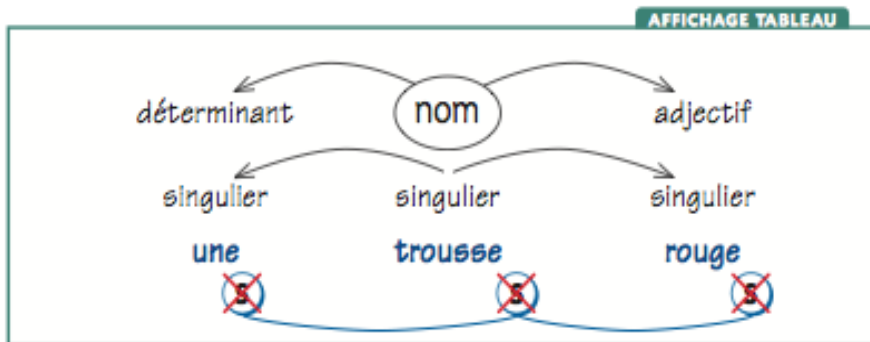 AFFICHAGE TABLEAU
déterminant nom adjectif
singulier singulier singulier
une trousse rouge
s s s